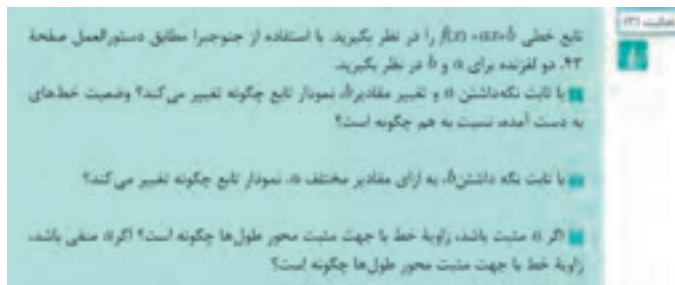 فعالیت (۳)
تابع خطی f(x)=ax+b را در نظر بگیرید. با استفاده از جئوجبرا مطابق دستورالعمل صفحهٔ
۴۳، دو لغزنده برای a و b در نظر بگیرید.
با ثابت نگه‌داشتن a و تغییر مقادیر b، نمودار تابع چگونه تغییر می‌کند؟ وضعیت خط‌های
به دست آمده، نسبت به هم چگونه است؟
با ثابت نگه داشتن b، به ازای مقادیر مختلف a، نمودار تابع چگونه تغییر می‌کند؟
اگر a مثبت باشد، زاویهٔ خط با جهت مثبت محور طول‌ها چگونه است؟ اگر a منفی باشد،
زاویهٔ خط با جهت مثبت محور طول‌ها چگونه است؟